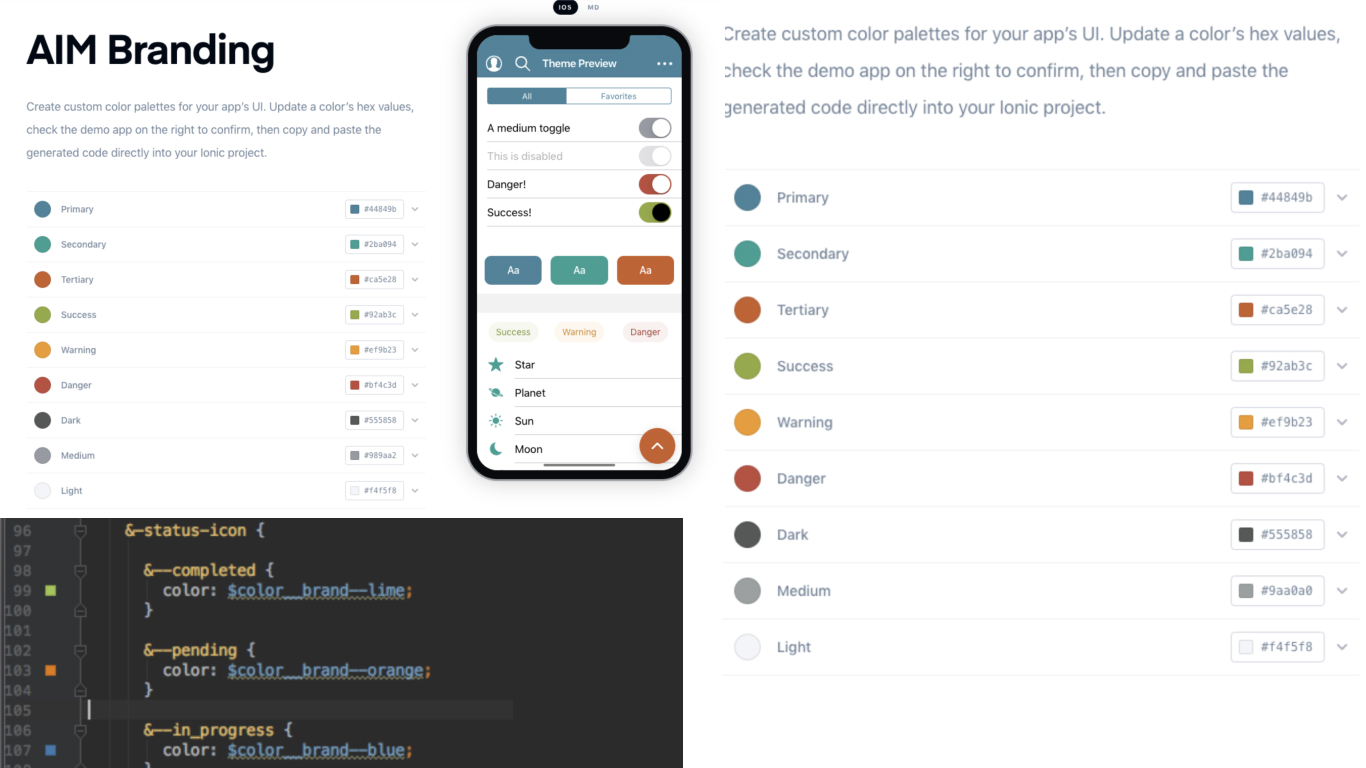 AIM Branding
Create custom color palettes for your app's UI. Update a color's hex values,
check the demo app on the right to confirm, then copy and paste the
generated code directly into your Ionic project.
Primary #44849b
Secondary #2ba094
Tertiary #ca5e28
Success #92ab3c
Warning #ef9b23
Danger #bf4c3d
Dark #555858
Medium #989aa2
Light #f4f5f8
IOS MD
Theme Preview
All Favorites
A medium toggle
This is disabled
Danger!
Success!
Aa Aa Aa
Success Warning Danger
Star
Planet
Sun
Moon
Create custom color palettes for your app's UI. Update a color's hex values,
check the demo app on the right to confirm, then copy and paste the
generated code directly into your Ionic project.
Primary #44849b
Secondary #2ba094
Tertiary #ca5e28
Success #92ab3c
Warning #ef9b23
Danger #bf4c3d
Dark #555858
Medium #9aa0a0
Light #f4f5f8
96 &-status-icon {
97
98 &--completed {
99 color: $color__brand--lime;
100 }
101
102 &--pending {
103 color: $color__brand--orange;
104 }
105
106 &--in_progress {
107 color: $color__brand--blue;